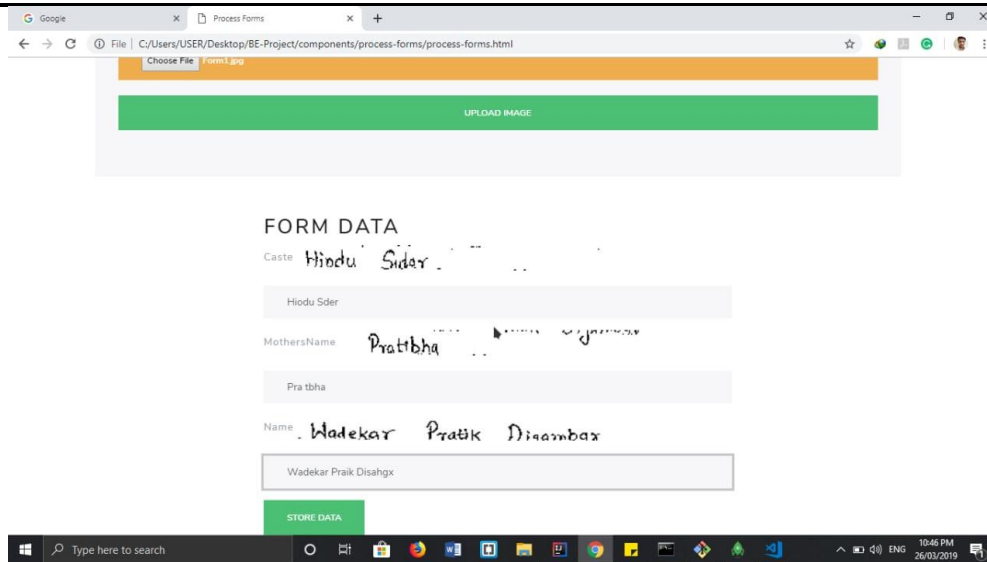 Google
Process Forms
File
C:/Users/USER/Desktop/BE-Project/components/process-forms/process-forms.html
Choose File Form1.jpg
UPLOAD IMAGE
FORM DATA
Caste Hindu Sidar.
Hiodu Sder
MothersName Pratibha
Pra tbha
Name Wadekar Pratik Digambar
Wadekar Praik Disahgx
STORE DATA
Type here to search
ENG
10:46 PM
26/03/2019